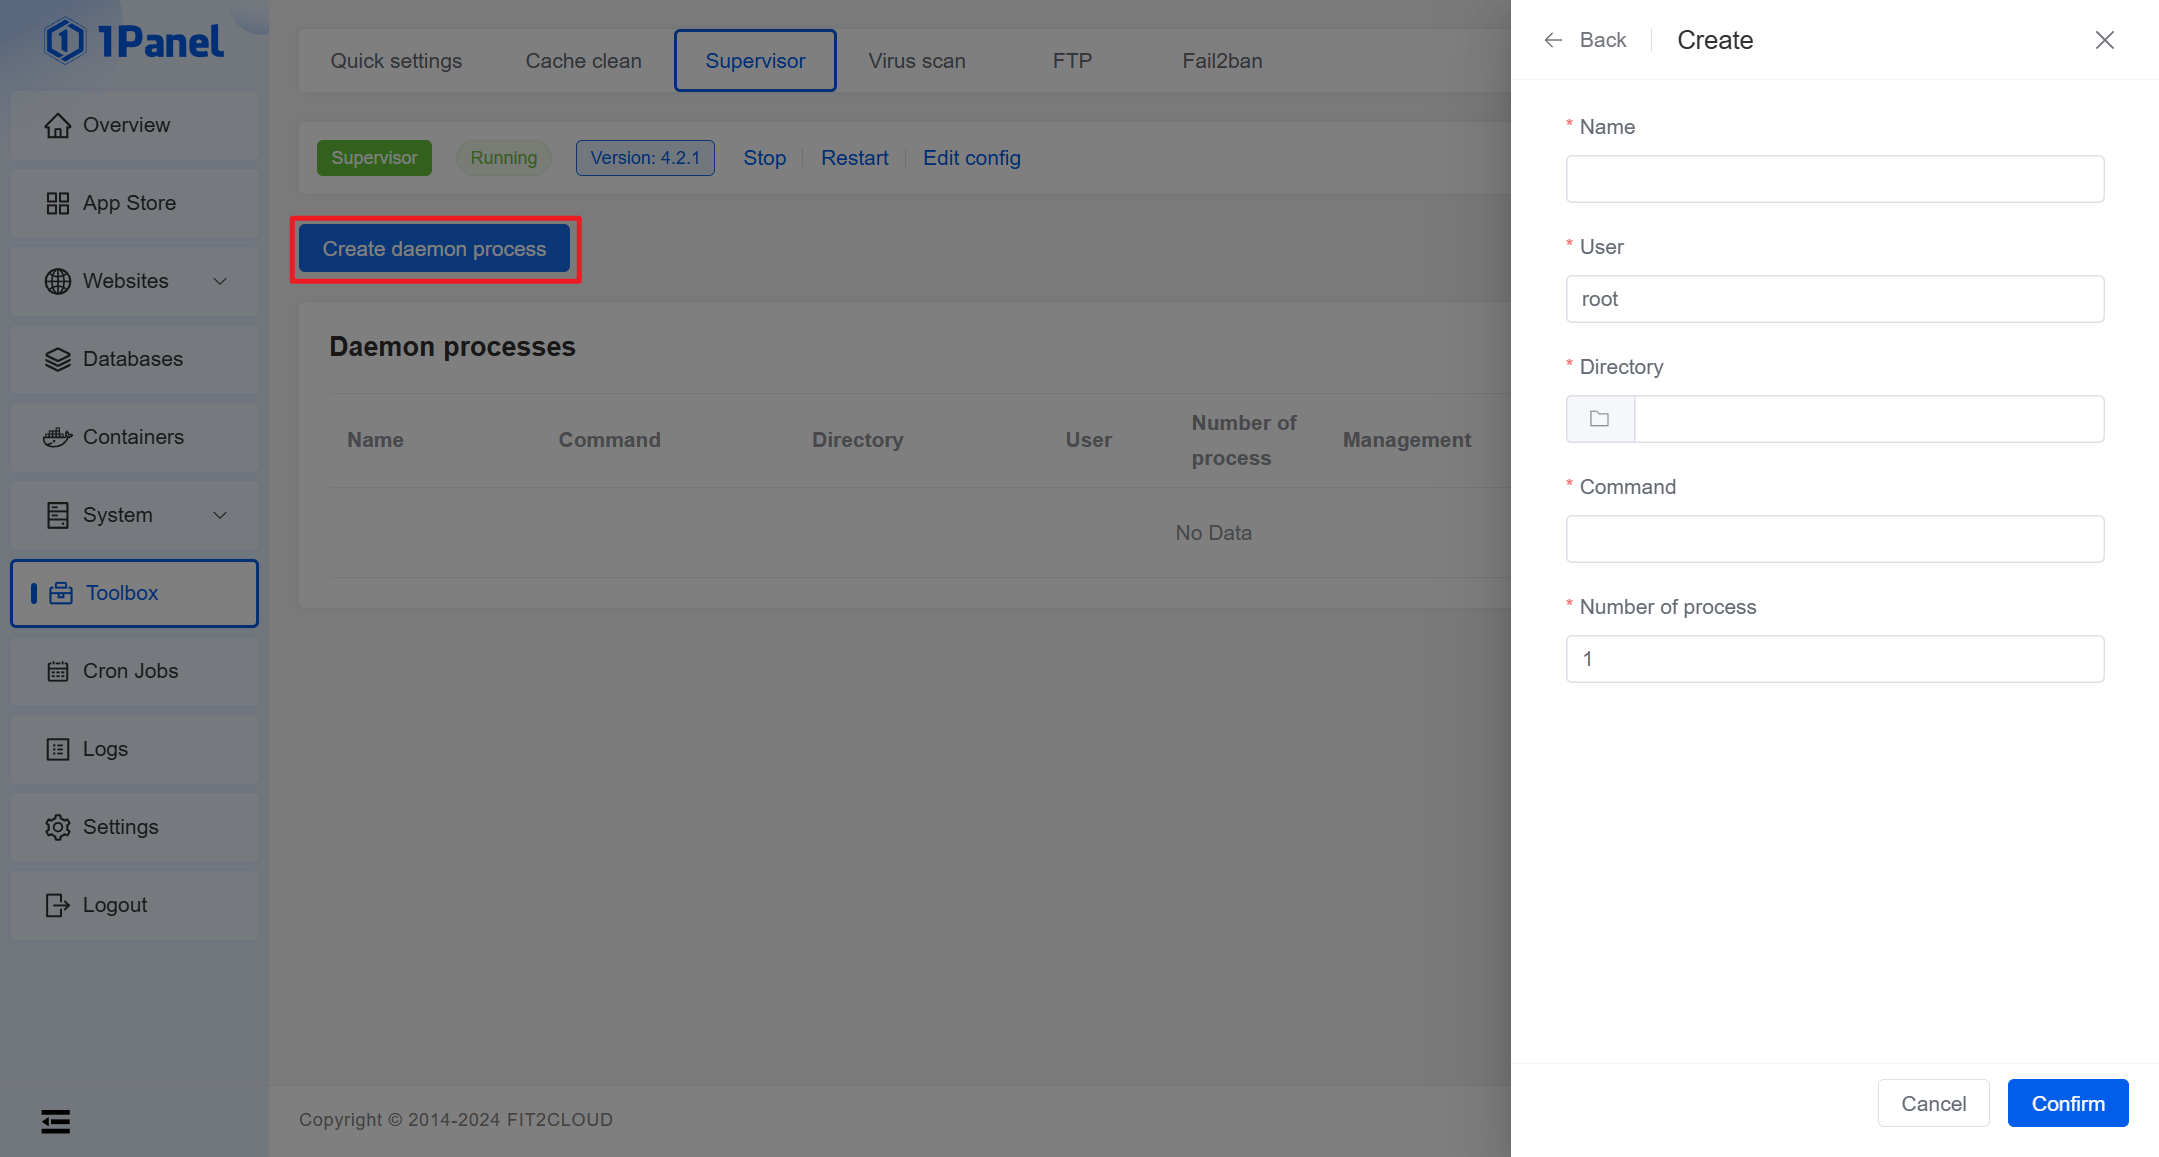 1Panel
Overview
App Store
Websites
Databases
Containers
System
Toolbox
Cron Jobs
Logs
Settings
Logout
Quick settings Cache clean Supervisor Virus scan FTP Fail2ban
Supervisor Running Version: 4.2.1 Stop Restart Edit config
Create daemon process
Daemon processes
Name Command Directory User Number of process Management
No Data
Copyright © 2014-2024 FIT2CLOUD
Back Create
* Name
* User
root
* Directory
* Command
* Number of process
1
Cancel Confirm